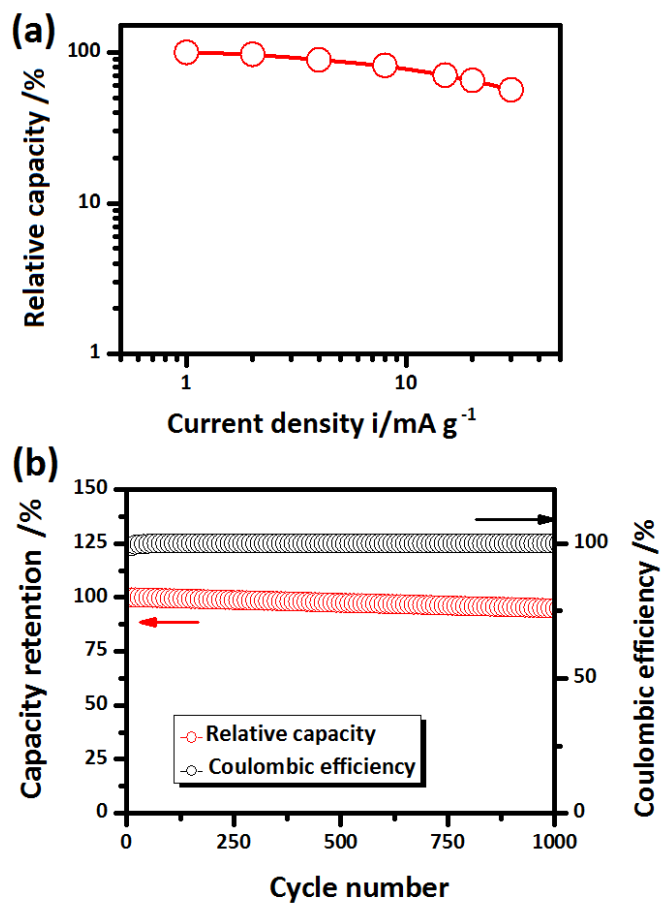 (a)
Relative capacity /%
100
10
1
1
10
Current density i/mA g⁻¹
(b)
Capacity retention /%
150
125
100
75
50
25
0
100
50
0
Coulombic efficiency /%
Relative capacity
Coulombic efficiency
0
250
500
750
1000
Cycle number